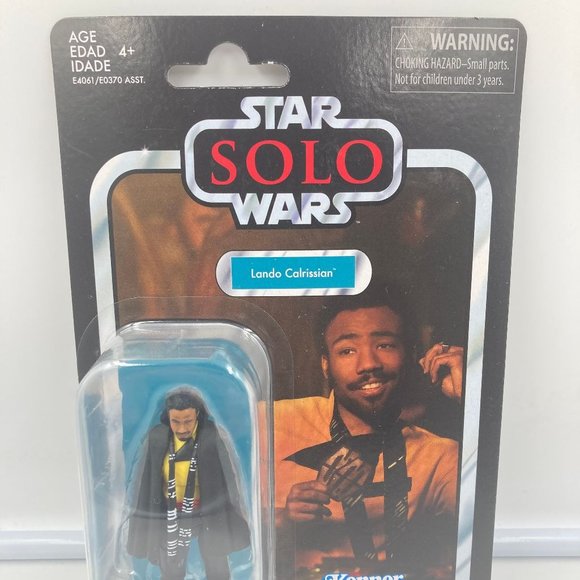 AGE
EDAD 4+
IDADE
E4061/E0370 ASST.
WARNING:
CHOKING HAZARD–Small parts.
Not for children under 3 years.
STAR
SOLO
WARS
Lando Calrissian™
Kenner